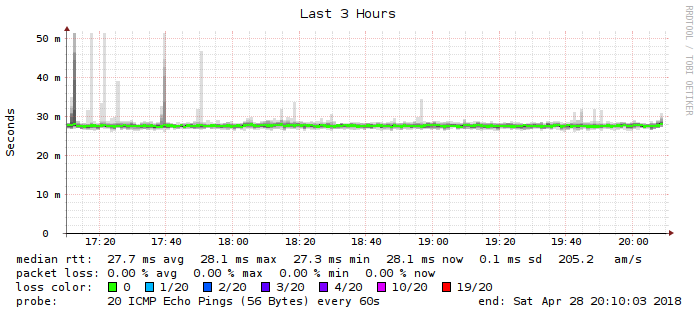 Last 3 Hours
RRDTOOL / TOBI OETIKER
Seconds
50 m
40 m
30 m
20 m
10 m
0
17:20 17:40 18:00 18:20 18:40 19:00 19:20 19:40 20:00
median rtt: 27.7 ms avg 28.1 ms max 27.3 ms min 28.1 ms now 0.1 ms sd 205.2 am/s
packet loss: 0.00 % avg 0.00 % max 0.00 % min 0.00 % now
loss color: 0 1/20 2/20 3/20 4/20 10/20 19/20
probe: 20 ICMP Echo Pings (56 Bytes) every 60s end: Sat Apr 28 20:10:03 2018